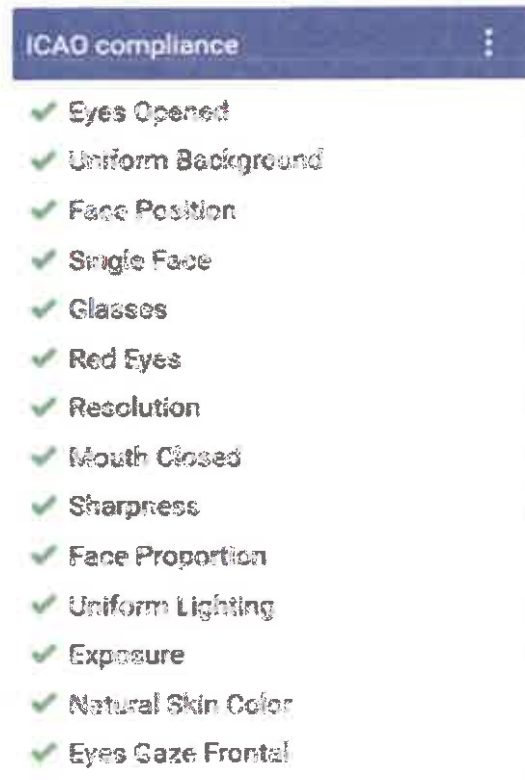 ICAO compliance
Eyes Opened
Uniform Background
Face Position
Single Face
Glasses
Red Eyes
Resolution
Mouth Closed
Sharpness
Face Proportion
Uniform Lighting
Exposure
Natural Skin Color
Eyes Gaze Frontal